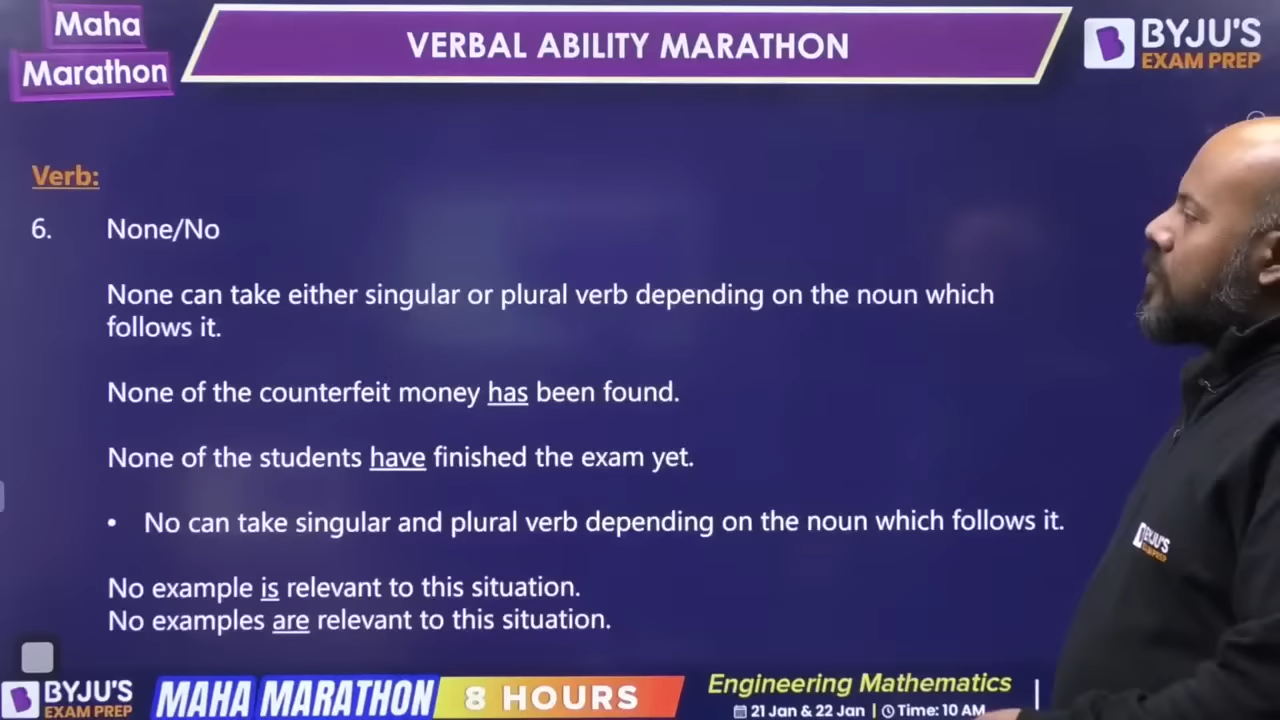 Maha
Marathon
VERBAL ABILITY MARATHON
BYJU'S
EXAM PREP
Verb:
6. None/No
None can take either singular or plural verb depending on the noun which
follows it.
None of the counterfeit money has been found.
None of the students have finished the exam yet.
• No can take singular and plural verb depending on the noun which follows it.
No example is relevant to this situation.
No examples are relevant to this situation.
BYJU'S
EXAM PREP
BYJU'S
EXAM PREP
MAHA MARATHON
8 HOURS
Engineering Mathematics
21 Jan & 22 Jan | Time: 10 AM